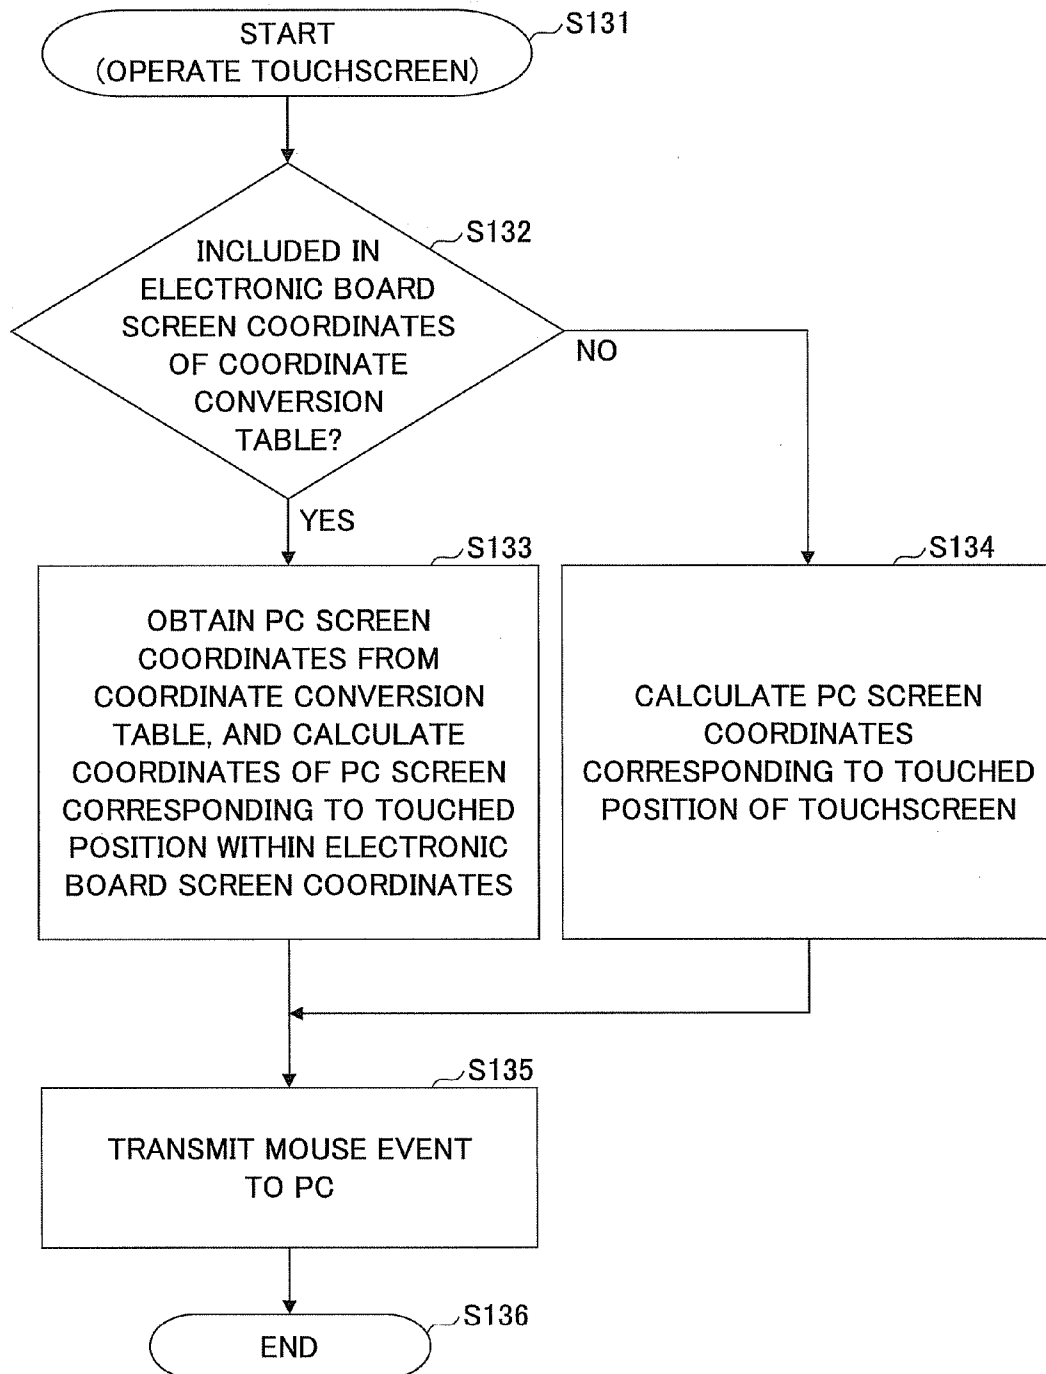 START
(OPERATE TOUCHSCREEN)
S131
S132
INCLUDED IN
ELECTRONIC BOARD
SCREEN COORDINATES
OF COORDINATE
CONVERSION
TABLE?
NO
YES
S133
OBTAIN PC SCREEN
COORDINATES FROM
COORDINATE CONVERSION
TABLE, AND CALCULATE
COORDINATES OF PC SCREEN
CORRESPONDING TO TOUCHED
POSITION WITHIN ELECTRONIC
BOARD SCREEN COORDINATES
S134
CALCULATE PC SCREEN
COORDINATES
CORRESPONDING TO TOUCHED
POSITION OF TOUCHSCREEN
S135
TRANSMIT MOUSE EVENT
TO PC
S136
END